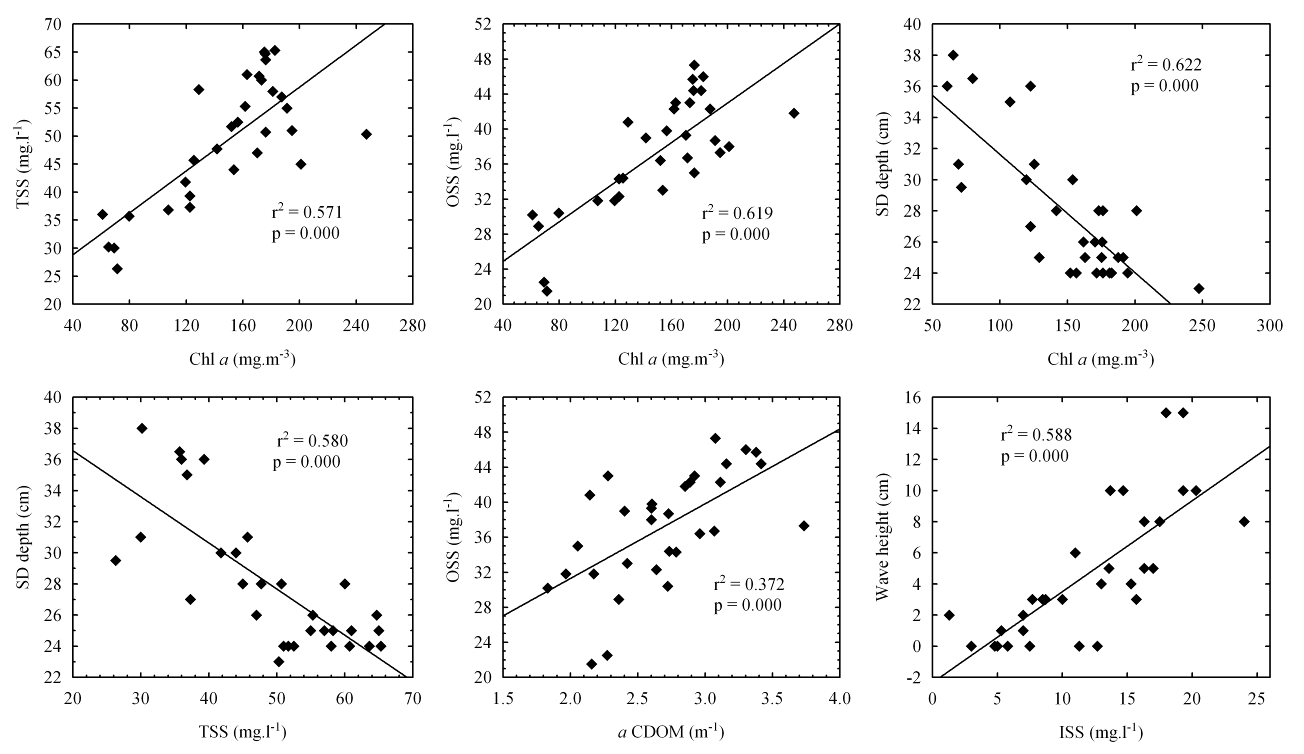 70
65
60
55
50
45
40
35
30
25
20
TSS (mg.l-1)
r2 = 0.571
p = 0.000
40 80 120 160 200 240 280
Chl a (mg.m-3)
52
48
44
40
36
32
28
24
20
OSS (mg.l-1)
r2 = 0.619
p = 0.000
40 80 120 160 200 240 280
Chl a (mg.m-3)
40
38
36
34
32
30
28
26
24
22
SD depth (cm)
r2 = 0.622
p = 0.000
50 100 150 200 250 300
Chl a (mg.m-3)
40
38
36
34
32
30
28
26
24
22
SD depth (cm)
r2 = 0.580
p = 0.000
20 30 40 50 60 70
TSS (mg.l-1)
52
48
44
40
36
32
28
24
20
OSS (mg.l-1)
r2 = 0.372
p = 0.000
1.5 2.0 2.5 3.0 3.5 4.0
a CDOM (m-1)
16
14
12
10
8
6
4
2
0
-2
Wave height (cm)
r2 = 0.588
p = 0.000
0 5 10 15 20 25
ISS (mg.l-1)